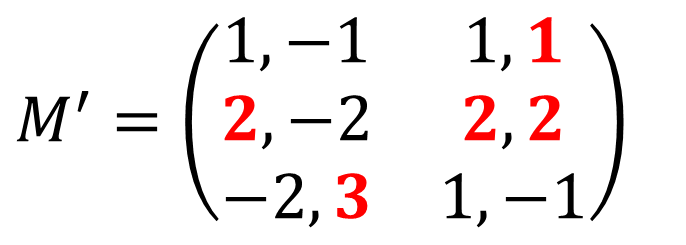 1, −1 1, 1
M′ = 2, −2 2, 2
−2, 3 1, −1